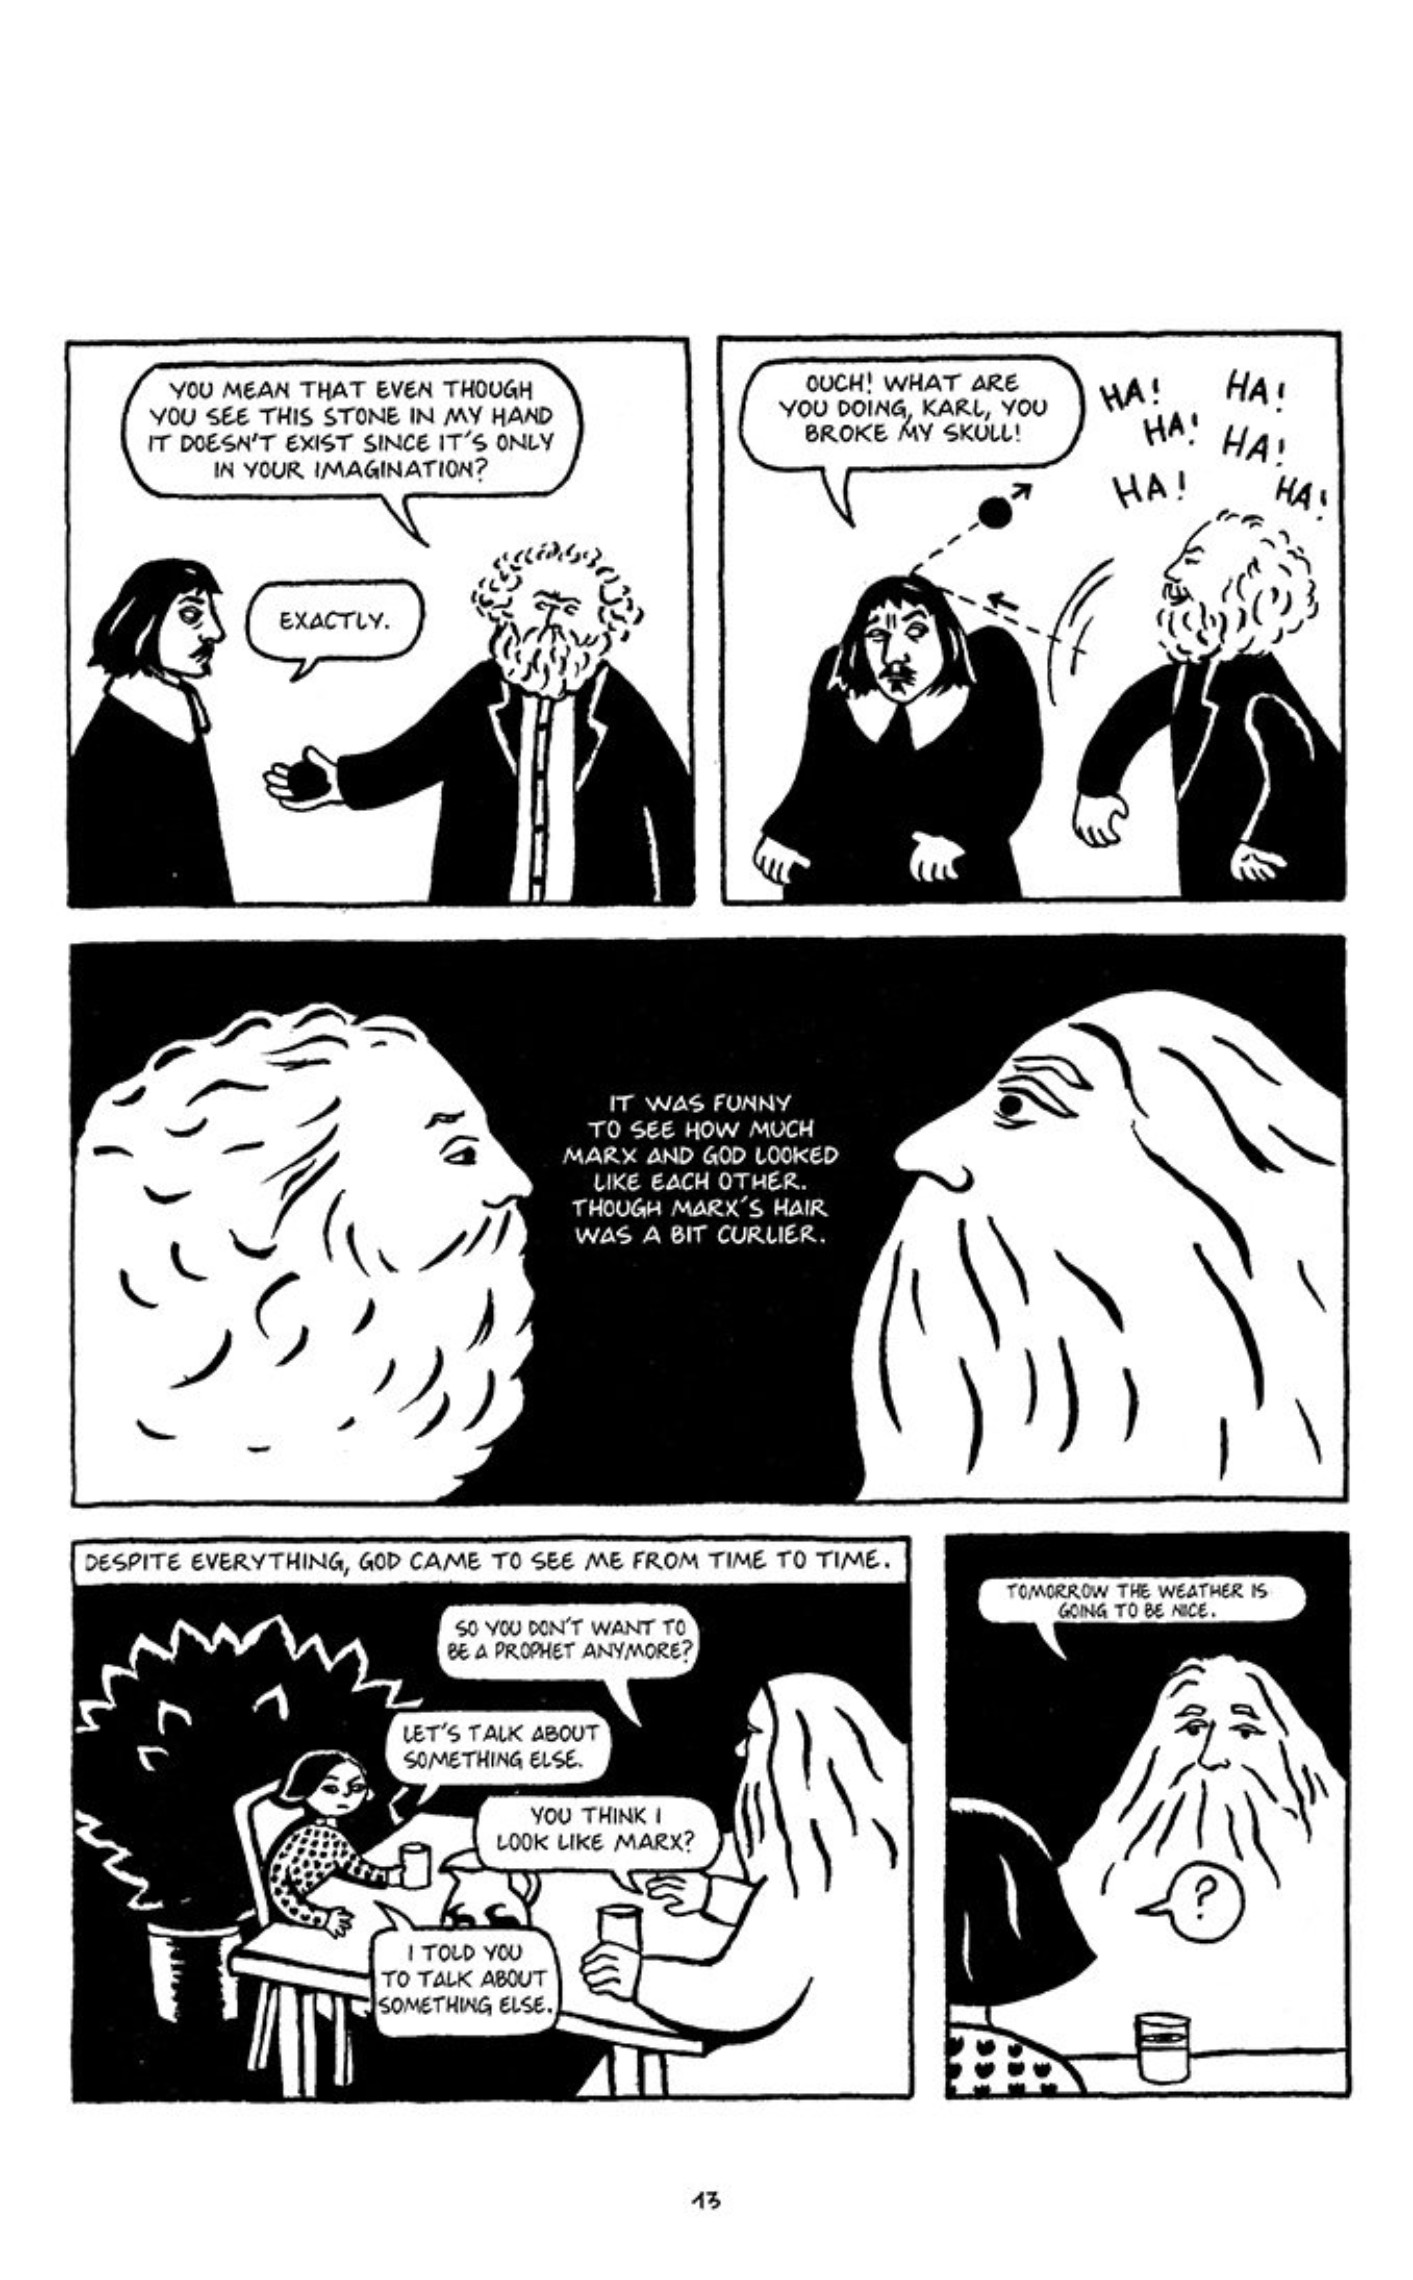 YOU MEAN THAT EVEN THOUGH
YOU SEE THIS STONE IN MY HAND
IT DOESN'T EXIST SINCE IT'S ONLY
IN YOUR IMAGINATION?
EXACTLY.
OUCH! WHAT ARE
YOU DOING, KARL, YOU
BROKE MY SKULL!
HA!
HA!
HA!
HA!
HA!
HA!
IT WAS FUNNY
TO SEE HOW MUCH
MARX AND GOD LOOKED
LIKE EACH OTHER.
THOUGH MARX'S HAIR
WAS A BIT CURLIER.
DESPITE EVERYTHING, GOD CAME TO SEE ME FROM TIME TO TIME.
SO YOU DON'T WANT TO
BE A PROPHET ANYMORE?
LET'S TALK ABOUT
SOMETHING ELSE.
YOU THINK I
LOOK LIKE MARX?
I TOLD YOU
TO TALK ABOUT
SOMETHING ELSE.
TOMORROW THE WEATHER IS
GOING TO BE NICE.
?
13